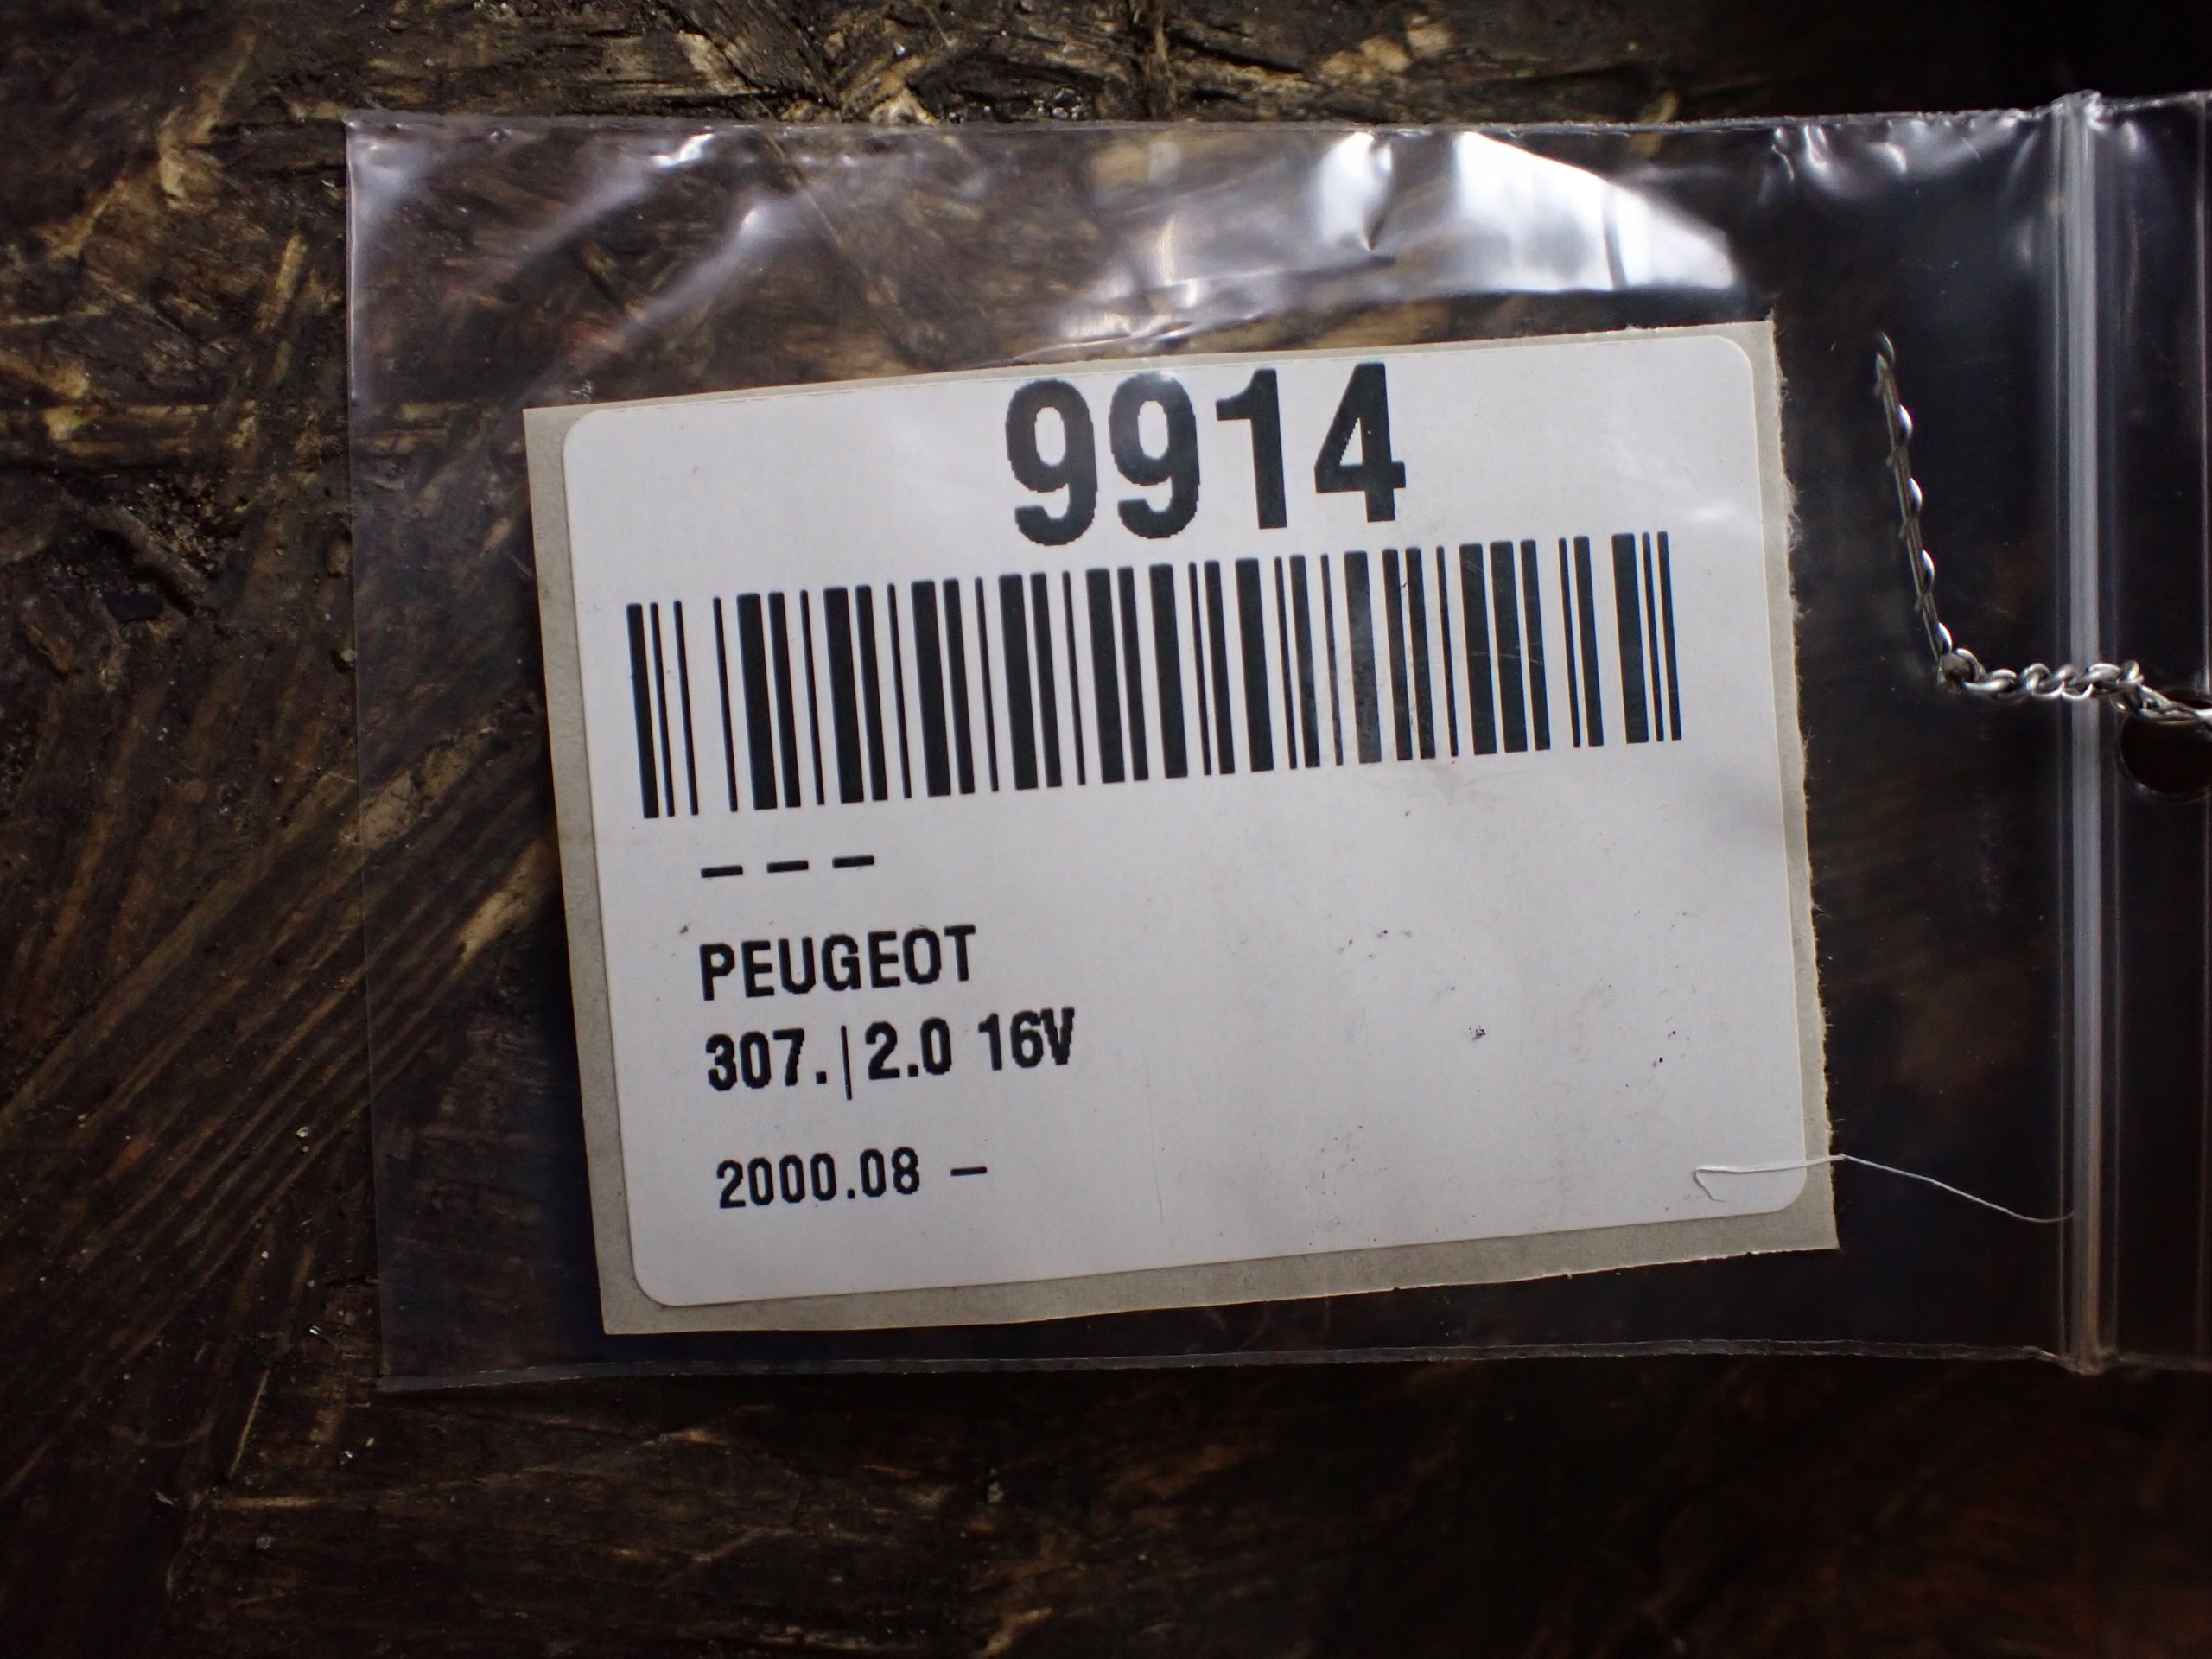 9914
– – –
PEUGEOT
307.|2.0 16V
2000.08 –